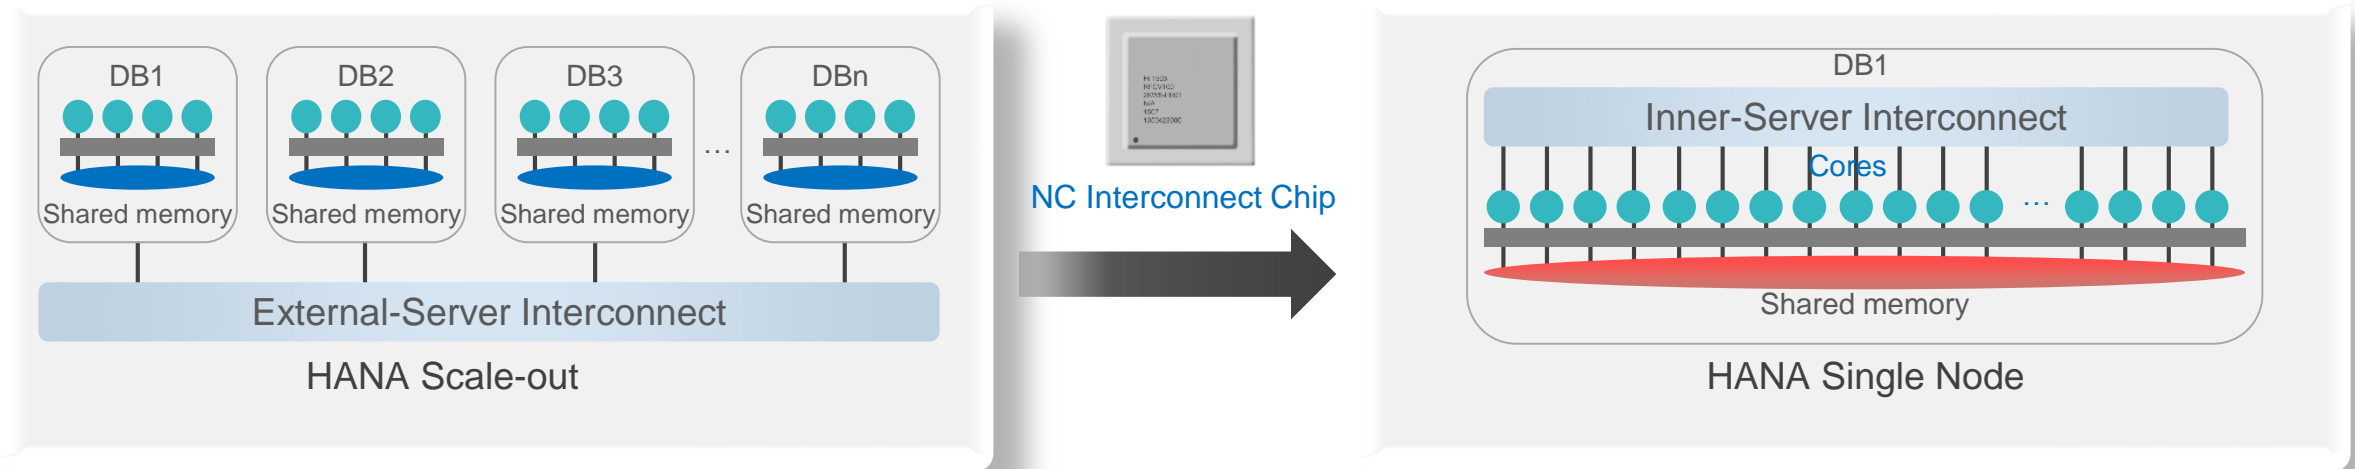 DB1
DB2
DB3
DBn
...
Shared memory
Shared memory
Shared memory
Shared memory
External-Server Interconnect
HANA Scale-out
NC Interconnect Chip
DB1
Inner-Server Interconnect
Cores
...
Shared memory
HANA Single Node